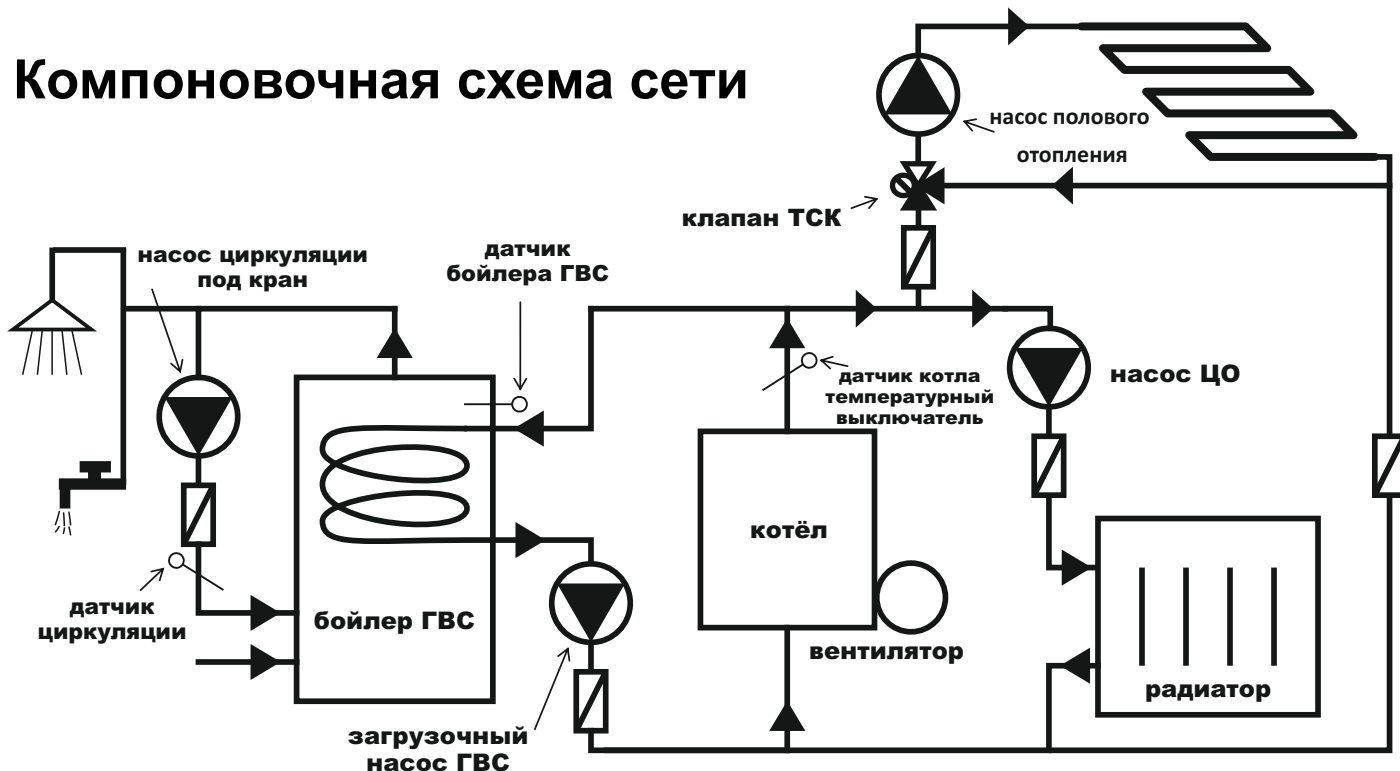 Компоновочная схема сети
насос полового
отопления
клапан ТСК
насос циркуляции
под кран
датчик
бойлера ГВС
датчик котла
температурный
выключатель
насос ЦО
котёл
датчик
циркуляции
бойлер ГВС
вентилятор
радиатор
загрузочный
насос ГВС